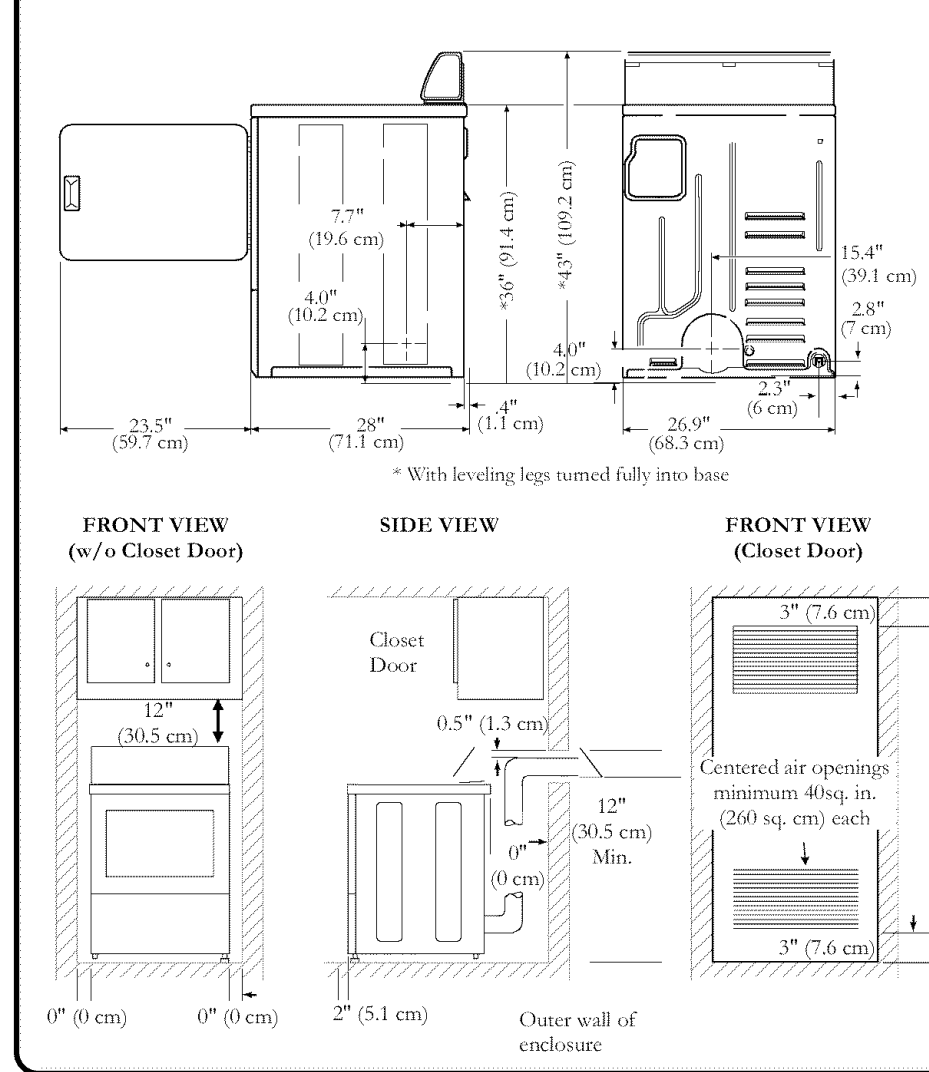 7.7"
(19.6 cm)
4.0"
(10.2 cm)
*36" (91.4 cm)
*43" (109.2 cm)
15.4"
(39.1 cm)
2.8"
(7 cm)
4.0"
(10.2 cm)
2.3"
(6 cm)
.4"
(1.1 cm)
23.5"
(59.7 cm)
28"
(71.1 cm)
26.9"
(68.3 cm)
* With leveling legs turned fully into base
FRONT VIEW
(w/o Closet Door)
12"
(30.5 cm)
0" (0 cm)
0" (0 cm)
SIDE VIEW
Closet
Door
0.5" (1.3 cm)
12"
(30.5 cm)
Min.
0"
(0 cm)
2" (5.1 cm)
Outer wall of
enclosure
FRONT VIEW
(Closet Door)
3" (7.6 cm)
Centered air openings
minimum 40sq. in.
(260 sq. cm) each
3" (7.6 cm)